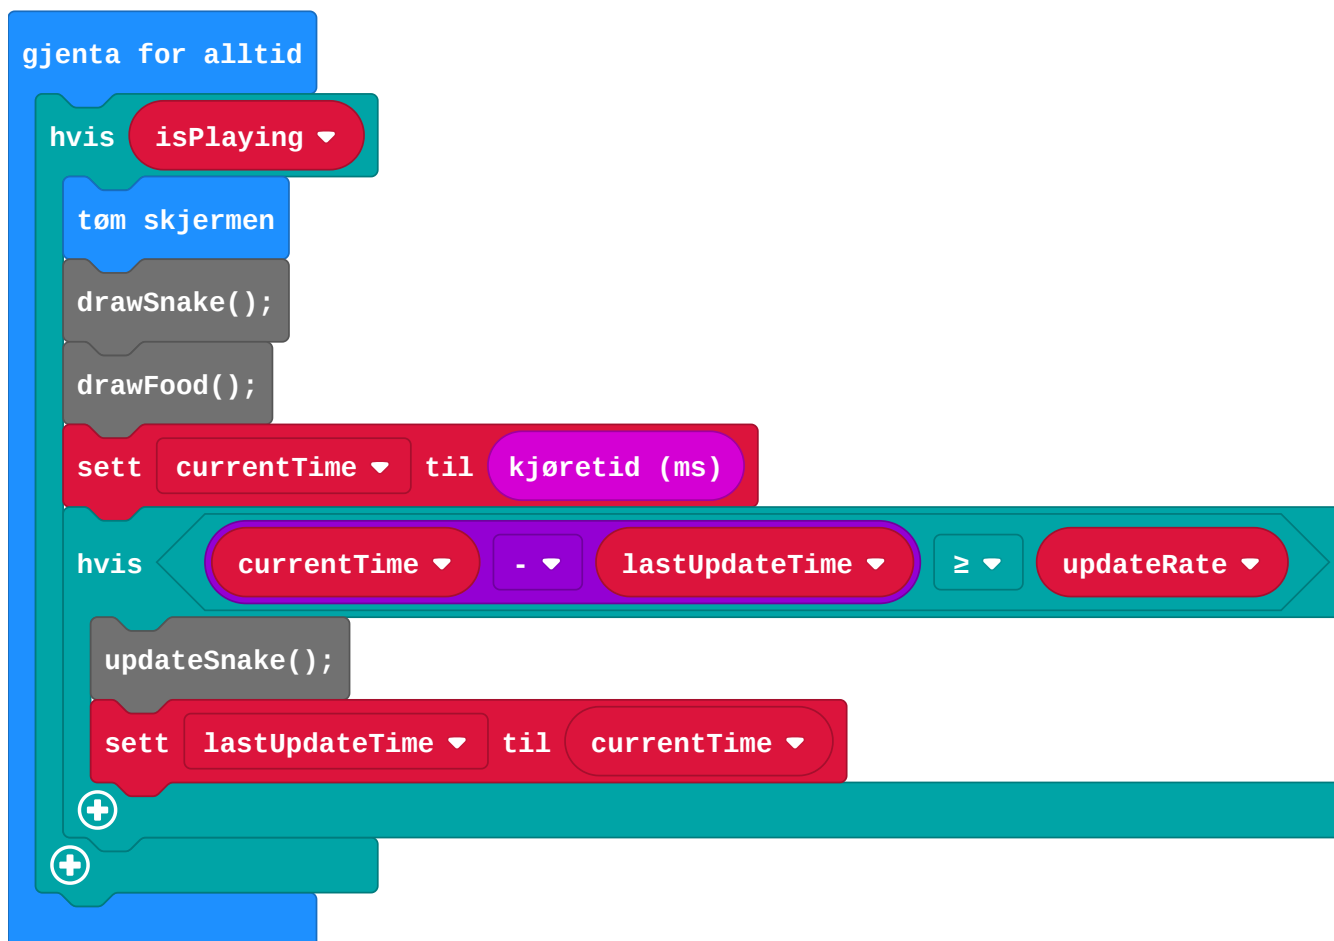 gjenta for alltid
hvis isPlaying
tøm skjermen
drawSnake();
drawFood();
sett currentTime til kjøretid (ms)
hvis currentTime - lastUpdateTime ≥ updateRate
updateSnake();
sett lastUpdateTime til currentTime